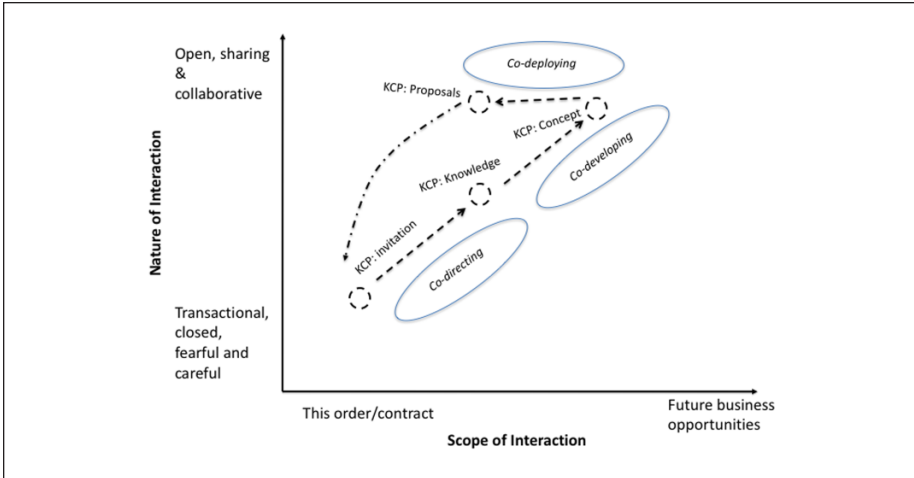 Open, sharing
&
collaborative
Co-deploying
KCP: Proposals
KCP: Concept
Co-developing
KCP: Knowledge
Nature of Interaction
KCP: invitation
Co-directing
Transactional,
closed,
fearful and
careful
This order/contract
Future business
opportunities
Scope of Interaction